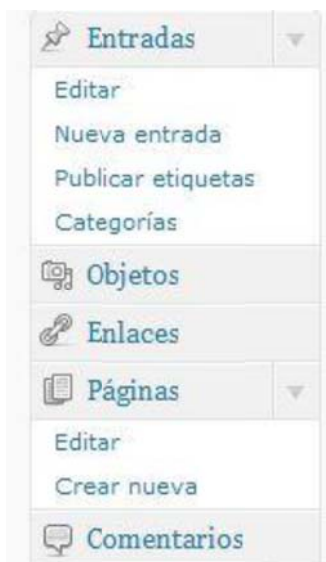 Entradas
Editar
Nueva entrada
Publicar etiquetas
Categorías
Objetos
Enlaces
Páginas
Editar
Crear nueva
Comentarios